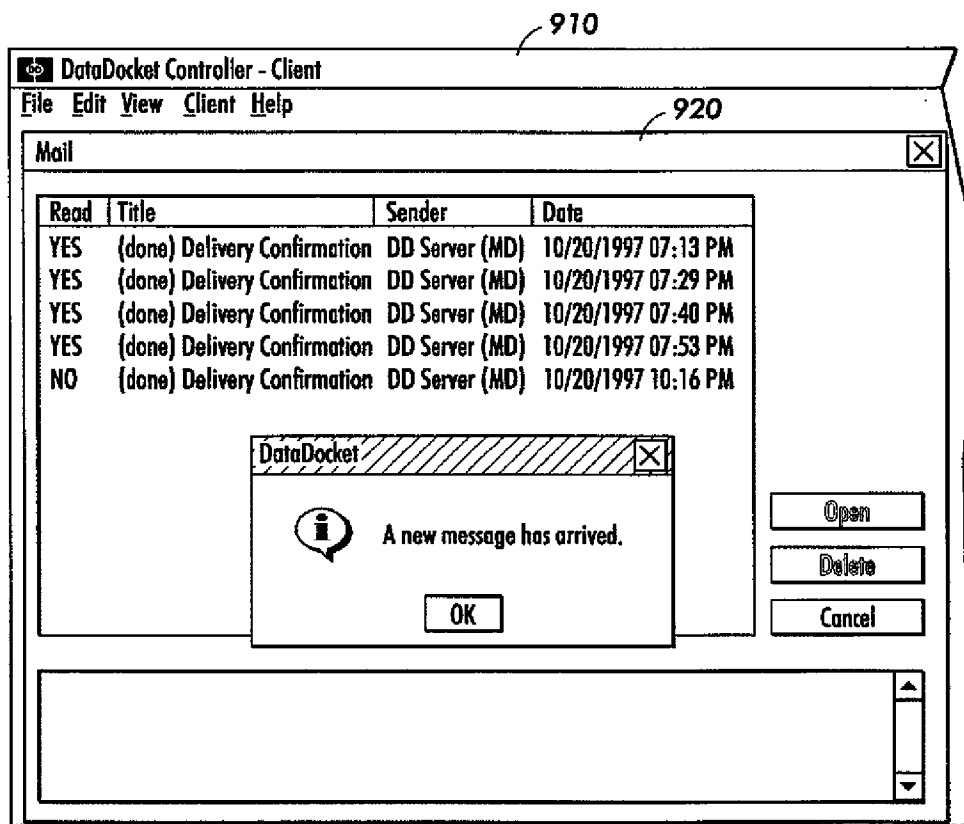 910
DataDocket Controller - Client
File Edit View Client Help
920
Mail
Read Title Sender Date
YES (done) Delivery Confirmation DD Server (MD) 10/20/1997 07:13 PM
YES (done) Delivery Confirmation DD Server (MD) 10/20/1997 07:29 PM
YES (done) Delivery Confirmation DD Server (MD) 10/20/1997 07:40 PM
YES (done) Delivery Confirmation DD Server (MD) 10/20/1997 07:53 PM
NO (done) Delivery Confirmation DD Server (MD) 10/20/1997 10:16 PM
DataDocket
A new message has arrived.
OK
Open
Delete
Cancel